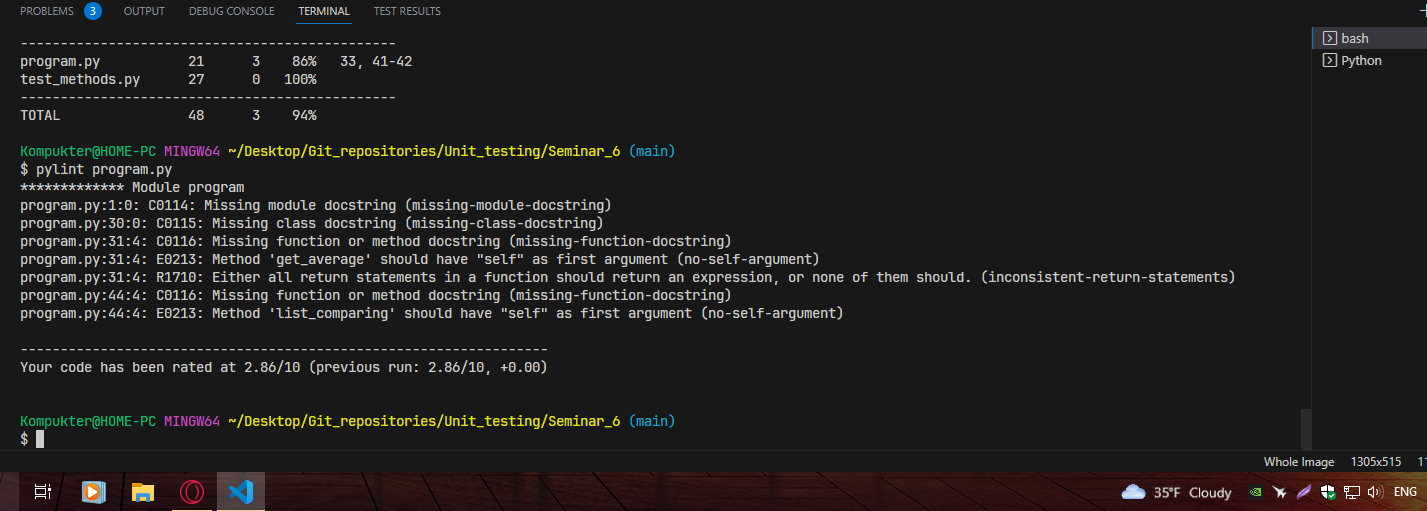 PROBLEMS 3 OUTPUT DEBUG CONSOLE TERMINAL TEST RESULTS
-----------------------------------------------
program.py 21 3 86% 33, 41-42
test_methods.py 27 0 100%
-----------------------------------------------
TOTAL 48 3 94%
Kompukter@HOME-PC MINGW64 ~/Desktop/Git_repositories/Unit_testing/Seminar_6 (main)
$ pylint program.py
************* Module program
program.py:1:0: C0114: Missing module docstring (missing-module-docstring)
program.py:30:0: C0115: Missing class docstring (missing-class-docstring)
program.py:31:4: C0116: Missing function or method docstring (missing-function-docstring)
program.py:31:4: E0213: Method 'get_average' should have "self" as first argument (no-self-argument)
program.py:31:4: R1710: Either all return statements in a function should return an expression, or none of them should. (inconsistent-return-statements)
program.py:44:4: C0116: Missing function or method docstring (missing-function-docstring)
program.py:44:4: E0213: Method 'list_comparing' should have "self" as first argument (no-self-argument)
------------------------------------------------------------------
Your code has been rated at 2.86/10 (previous run: 2.86/10, +0.00)
Kompukter@HOME-PC MINGW64 ~/Desktop/Git_repositories/Unit_testing/Seminar_6 (main)
$
bash
Python
Whole Image 1305x515
35°F Cloudy ENG